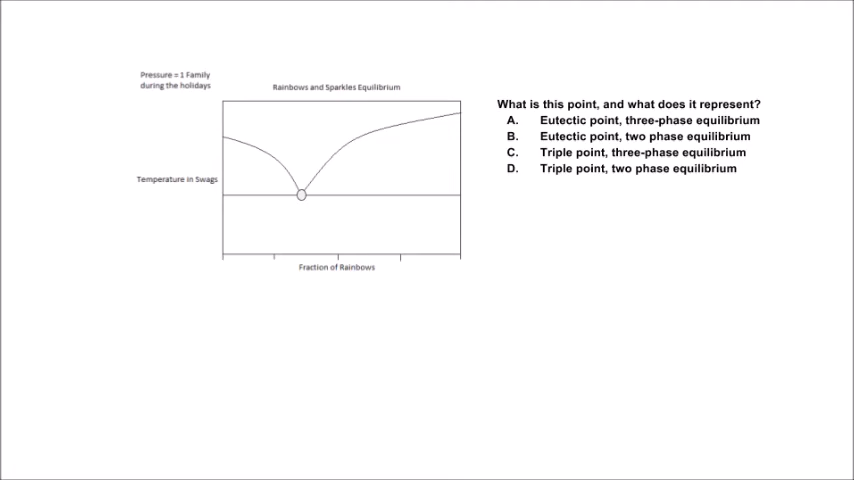 Pressure = 1 Family
during the holidays
Rainbows and Sparkles Equilibrium
Temperature in Swags
Fraction of Rainbows
What is this point, and what does it represent?
A. Eutectic point, three-phase equilibrium
B. Eutectic point, two phase equilibrium
C. Triple point, three-phase equilibrium
D. Triple point, two phase equilibrium